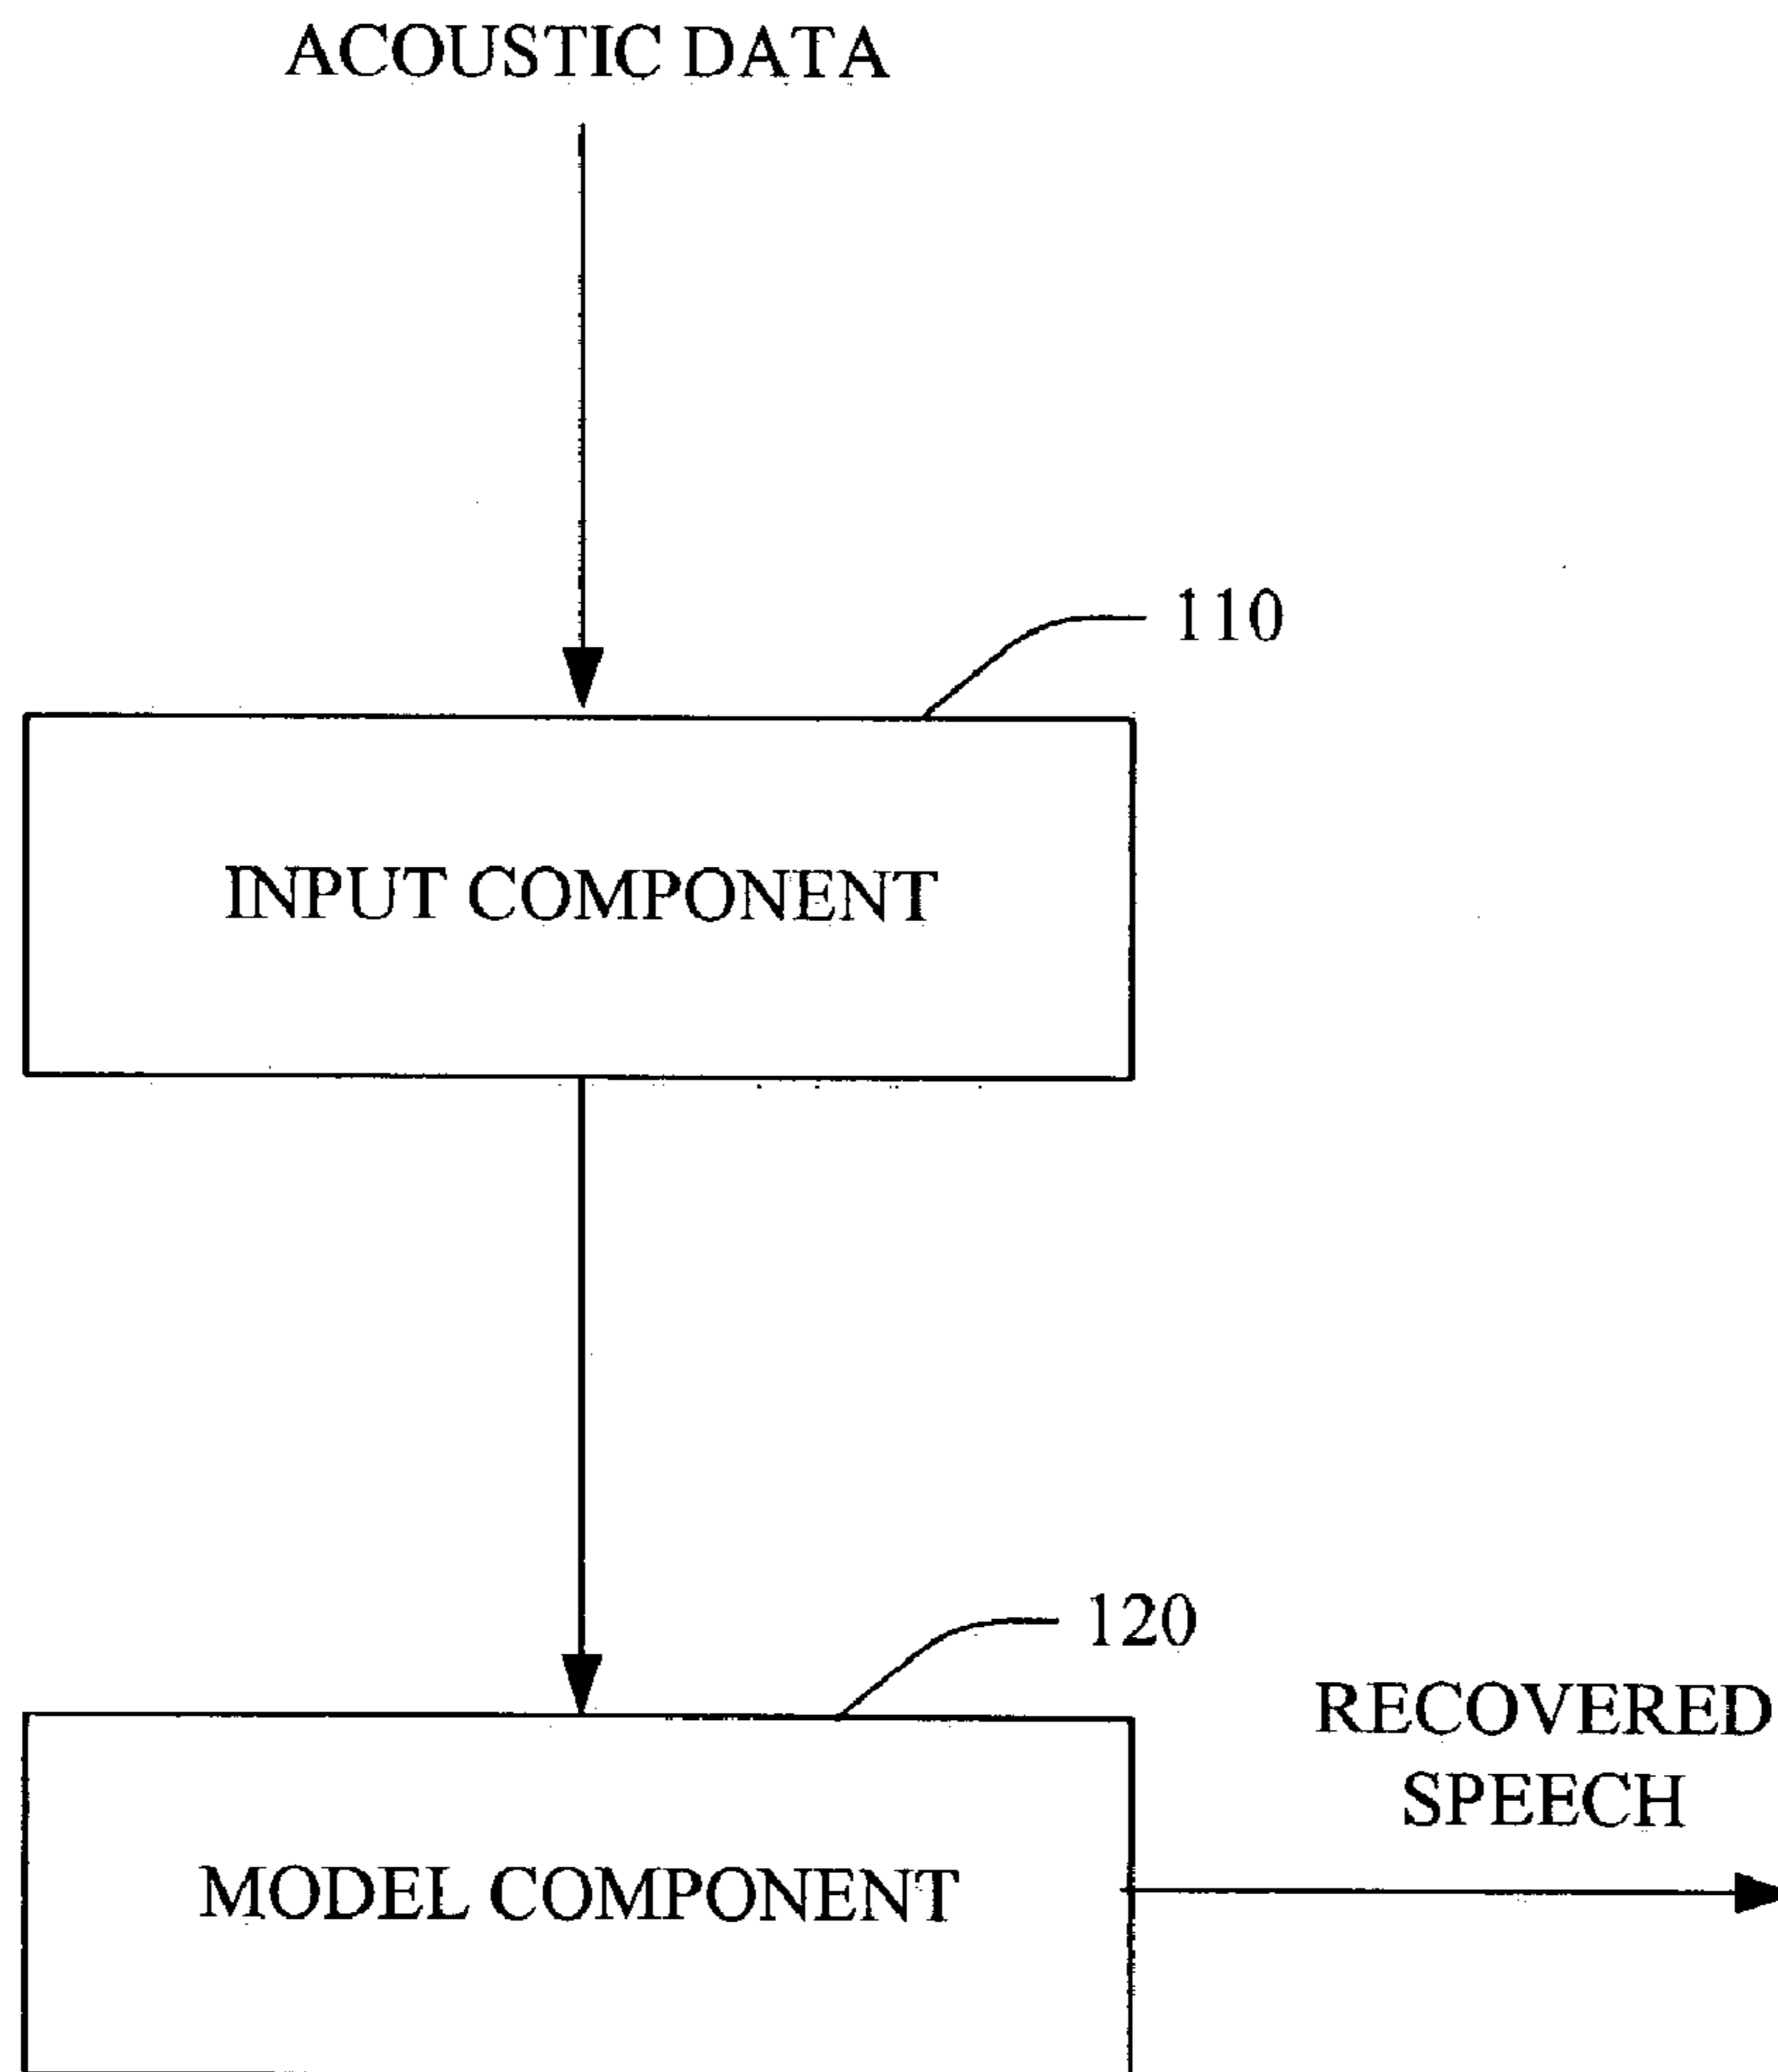 ACOUSTIC DATA
110
INPUT COMPONENT
120
RECOVERED
SPEECH
MODEL COMPONENT